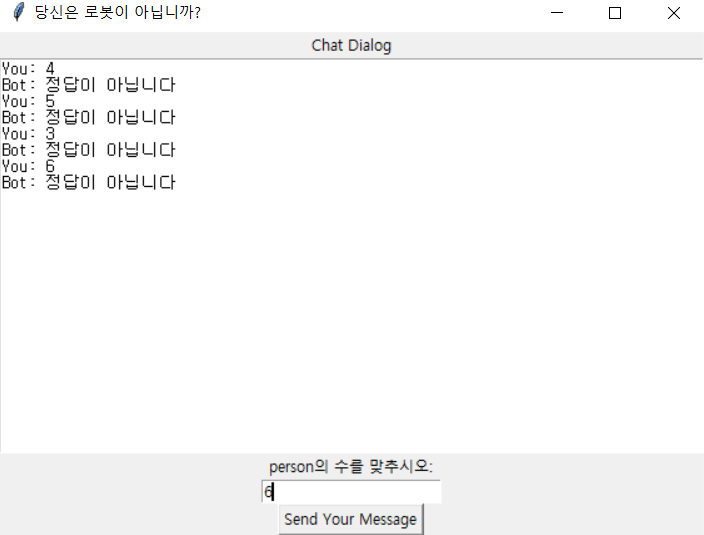 당신은 로봇이 아닙니까?
Chat Dialog
You: 4
Bot: 정답이 아닙니다
You: 5
Bot: 정답이 아닙니다
You: 3
Bot: 정답이 아닙니다
You: 6
Bot: 정답이 아닙니다
person의 수를 맞추시오:
6
Send Your Message